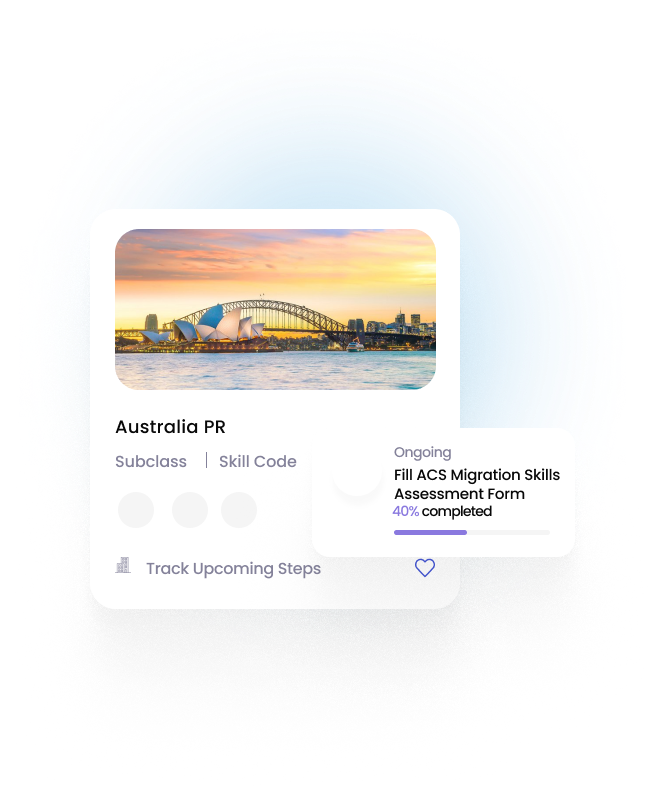 Australia PR
Subclass | Skill Code
Ongoing
Fill ACS Migration Skills
Assessment Form
40% completed
Track Upcoming Steps